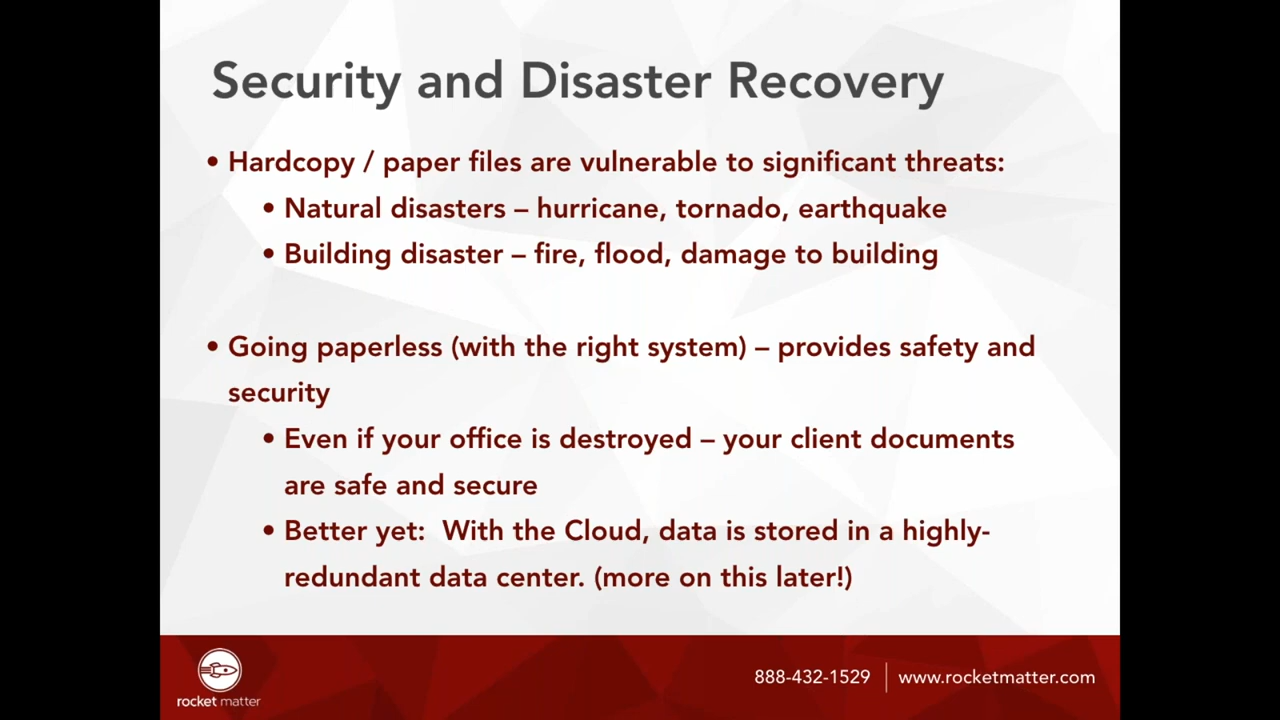 Security and Disaster Recovery
• Hardcopy / paper files are vulnerable to significant threats:
• Natural disasters – hurricane, tornado, earthquake
• Building disaster – fire, flood, damage to building
• Going paperless (with the right system) – provides safety and
security
• Even if your office is destroyed – your client documents
are safe and secure
• Better yet:  With the Cloud, data is stored in a highly-
redundant data center. (more on this later!)
rocket matter
888-432-1529 | www.rocketmatter.com